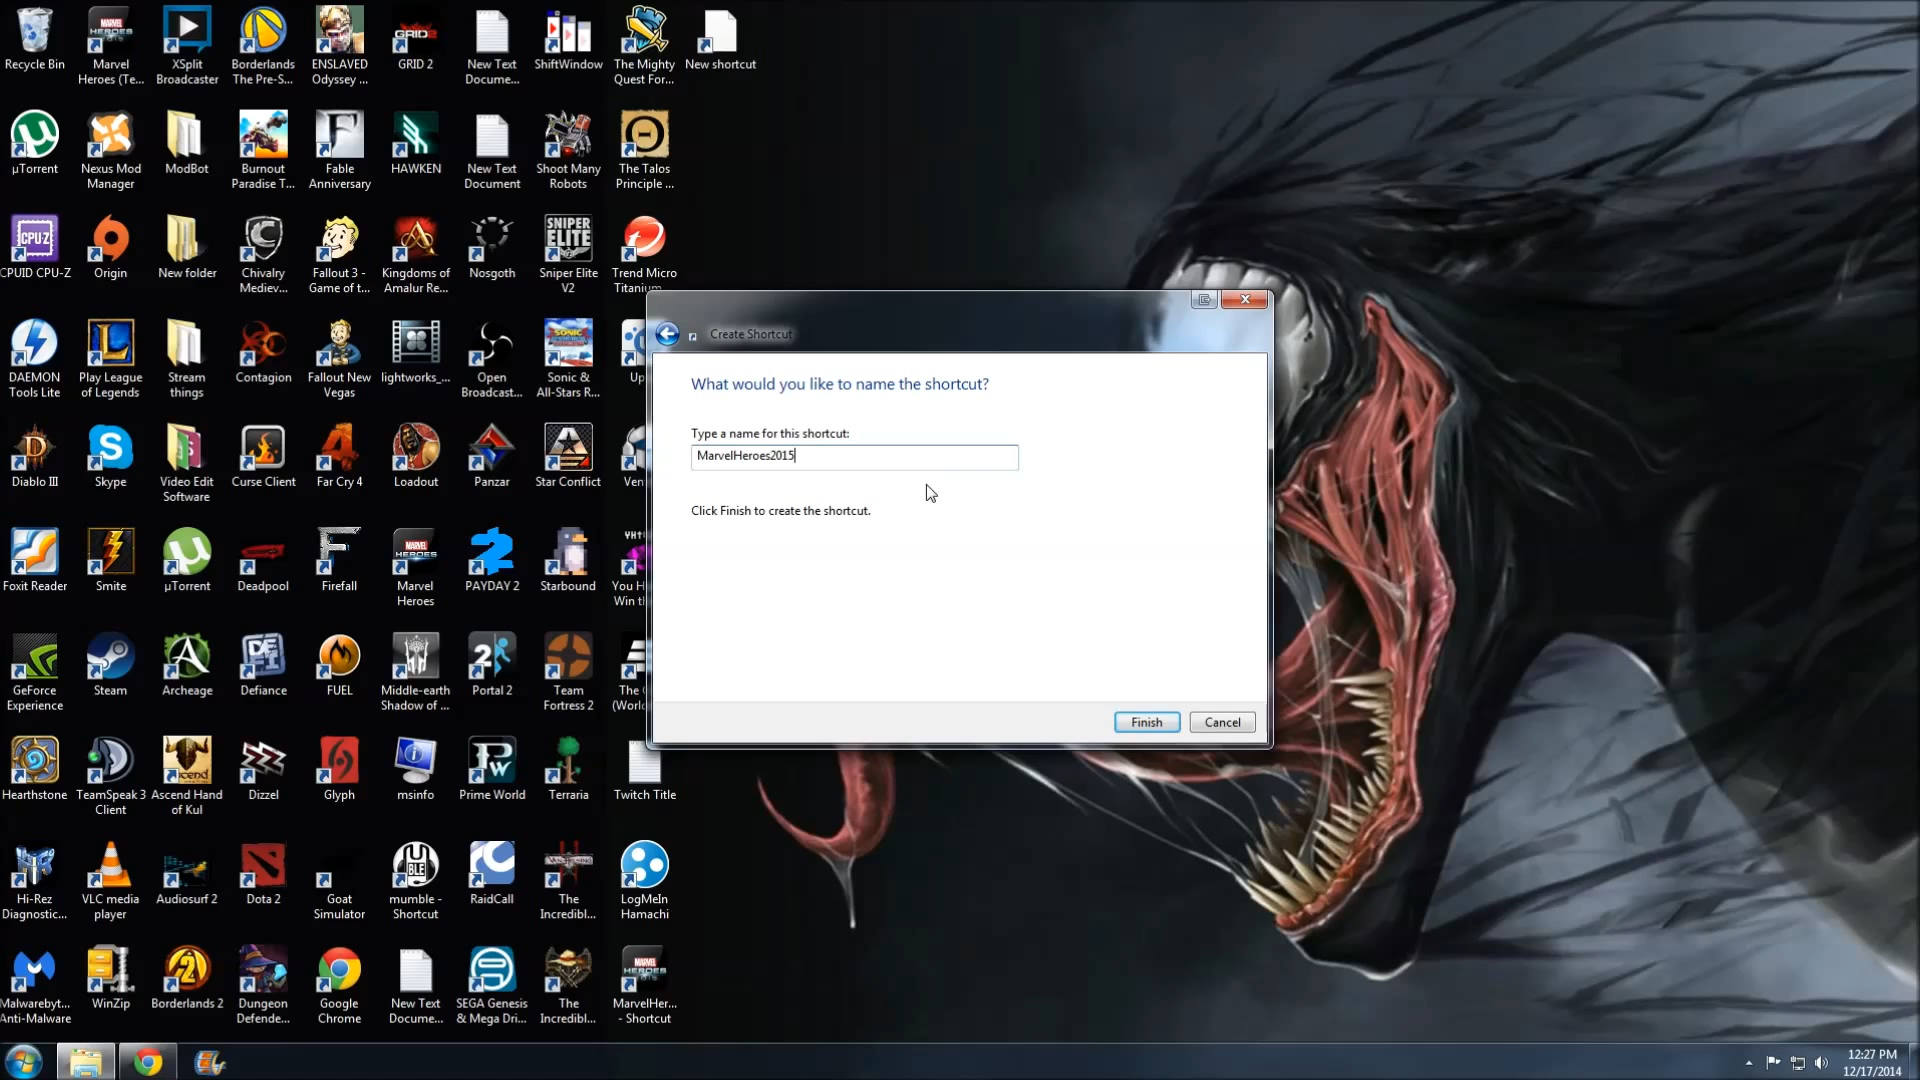 Recycle Bin
Marvel
Heroes (Te...
XSplit
Broadcaster
Borderlands
The Pre-S...
ENSLAVED
Odyssey ...
GRID 2
New Text
Docume...
ShiftWindow
The Mighty
Quest For...
New shortcut
µTorrent
Nexus Mod
Manager
ModBot
Burnout
Paradise T...
Fable
Anniversary
HAWKEN
New Text
Document
Shoot Many
Robots
The Talos
Principle ...
CPUID CPU-Z
Origin
New folder
Chivalry
Mediev...
Fallout 3 -
Game of t...
Kingdoms of
Amalur Re...
Nosgoth
Sniper Elite
V2
Trend Micro
Titanium
DAEMON
Tools Lite
Play League
of Legends
Stream
things
Contagion
Fallout New
Vegas
lightworks_...
Open
Broadcast...
Sonic &
All-Stars R...
Up
Create Shortcut
What would you like to name the shortcut?
Type a name for this shortcut:
MarvelHeroes2015
Click Finish to create the shortcut.
Finish
Cancel
Diablo III
Skype
Video Edit
Software
Curse Client
Far Cry 4
Loadout
Panzar
Star Conflict
Ven
Foxit Reader
Smite
µTorrent
Deadpool
Firefall
Marvel
Heroes
PAYDAY 2
Starbound
You H
Win th
GeForce
Experience
Steam
Archeage
Defiance
FUEL
Middle-earth
Shadow of ...
Portal 2
Team
Fortress 2
The
(World
Hearthstone
TeamSpeak 3
Client
Ascend Hand
of Kul
Dizzel
Glyph
msinfo
Prime World
Terraria
Twitch Title
Hi-Rez
Diagnostic...
VLC media
player
Audiosurf 2
Dota 2
Goat
Simulator
mumble -
Shortcut
RaidCall
The
Incredibl...
LogMeIn
Hamachi
Malwarebyt...
Anti-Malware
WinZip
Borderlands 2
Dungeon
Defende...
Google
Chrome
New Text
Docume...
SEGA Genesis
& Mega Dri...
The
Incredibl...
MarvelHer...
- Shortcut
12:27 PM
12/17/2014